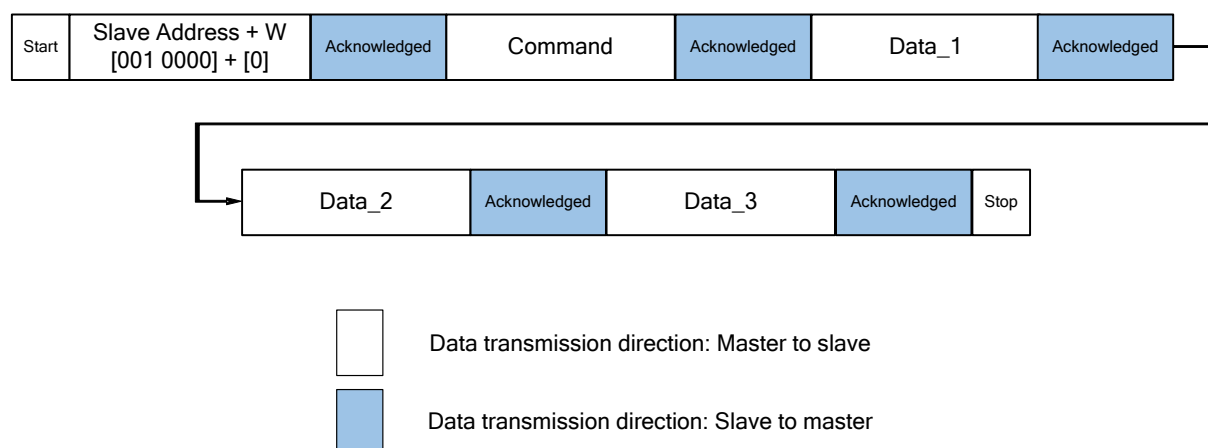 Start
Slave Address + W
[001 0000] + [0]
Acknowledged
Command
Acknowledged
Data_1
Acknowledged
Data_2
Acknowledged
Data_3
Acknowledged
Stop
Data transmission direction: Master to slave
Data transmission direction: Slave to master